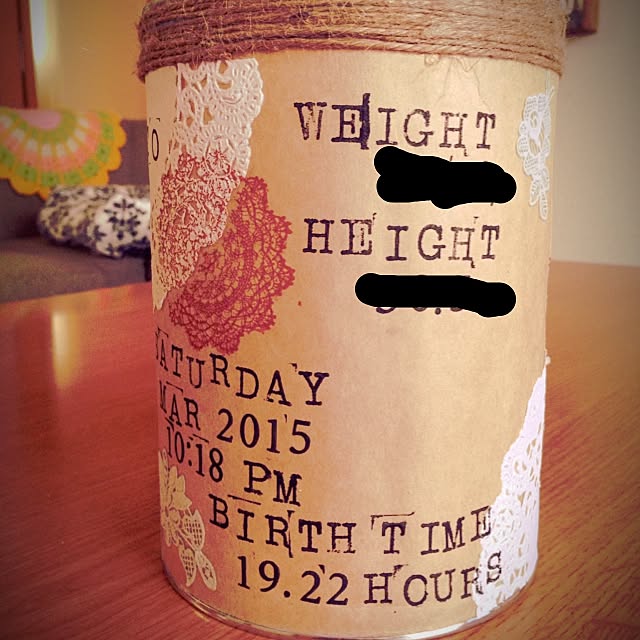 WEIGHT
HEIGHT
SATURDAY
MAR 2015
10:18 PM
BIRTH TIME
19.22 HOURS